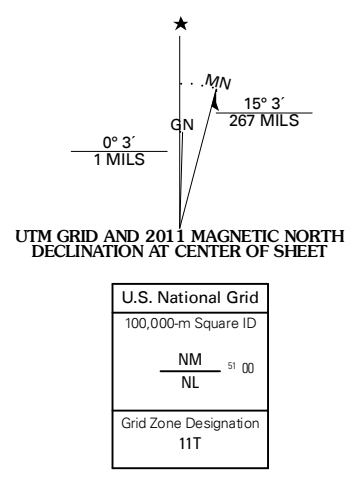 MN
GN
15° 3´
267 MILS
0° 3´
1 MILS
UTM GRID AND 2011 MAGNETIC NORTH
DECLINATION AT CENTER OF SHEET
U.S. National Grid
100,000-m Square ID
NM
51 00
NL
Grid Zone Designation
11T